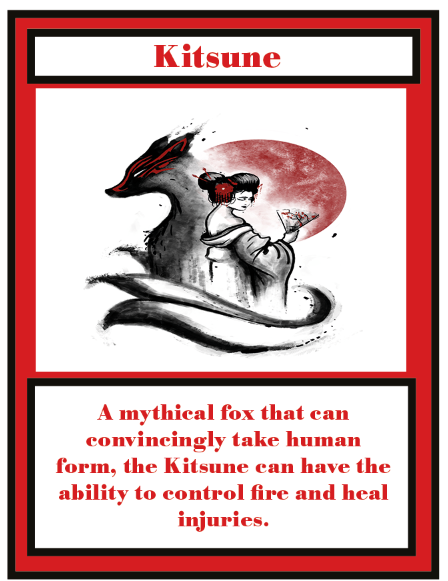 Kitsune
A mythical fox that can
convincingly take human
form, the Kitsune can have the
ability to control fire and heal
injuries.